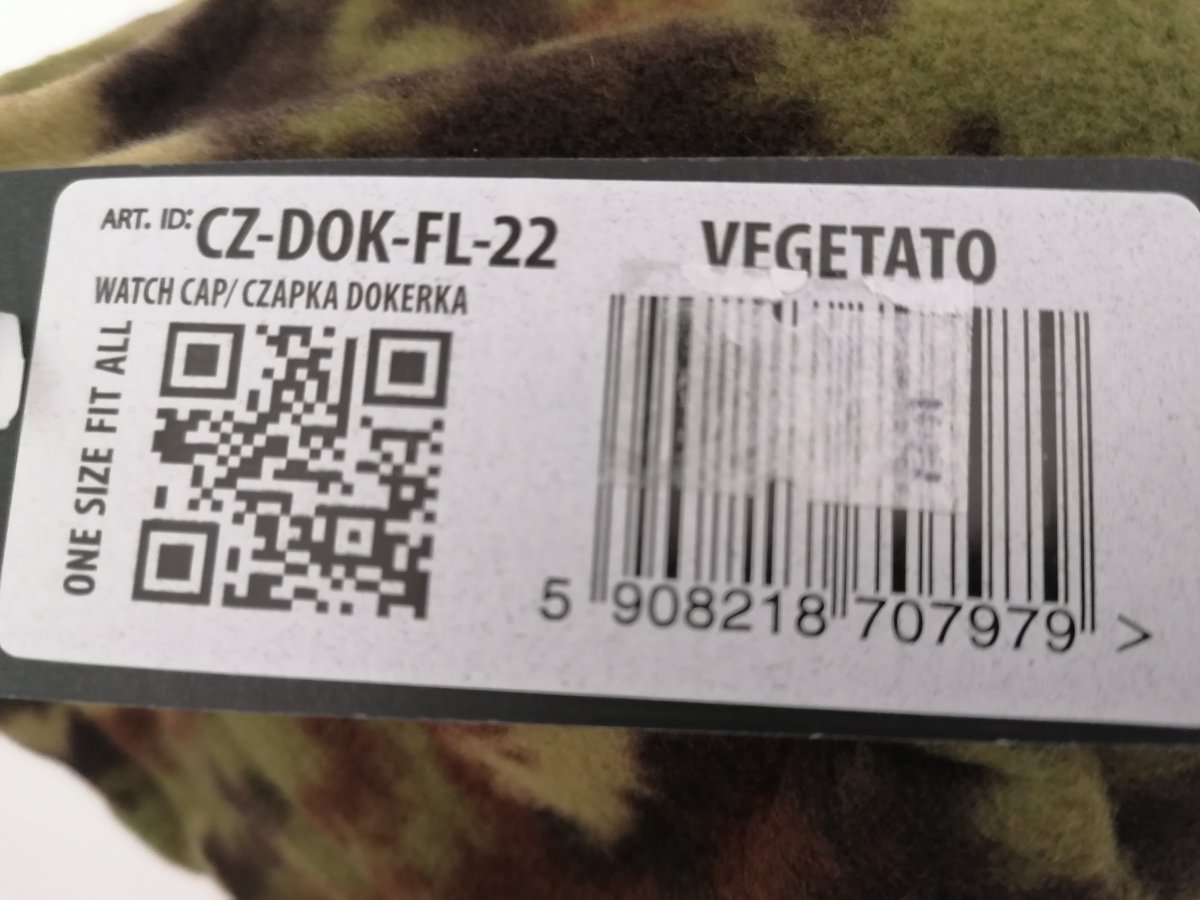 ART. ID: CZ-DOK-FL-22
WATCH CAP/ CZAPKA DOKERKA
ONE SIZE FIT ALL
VEGETATO
5 908218 707979 >